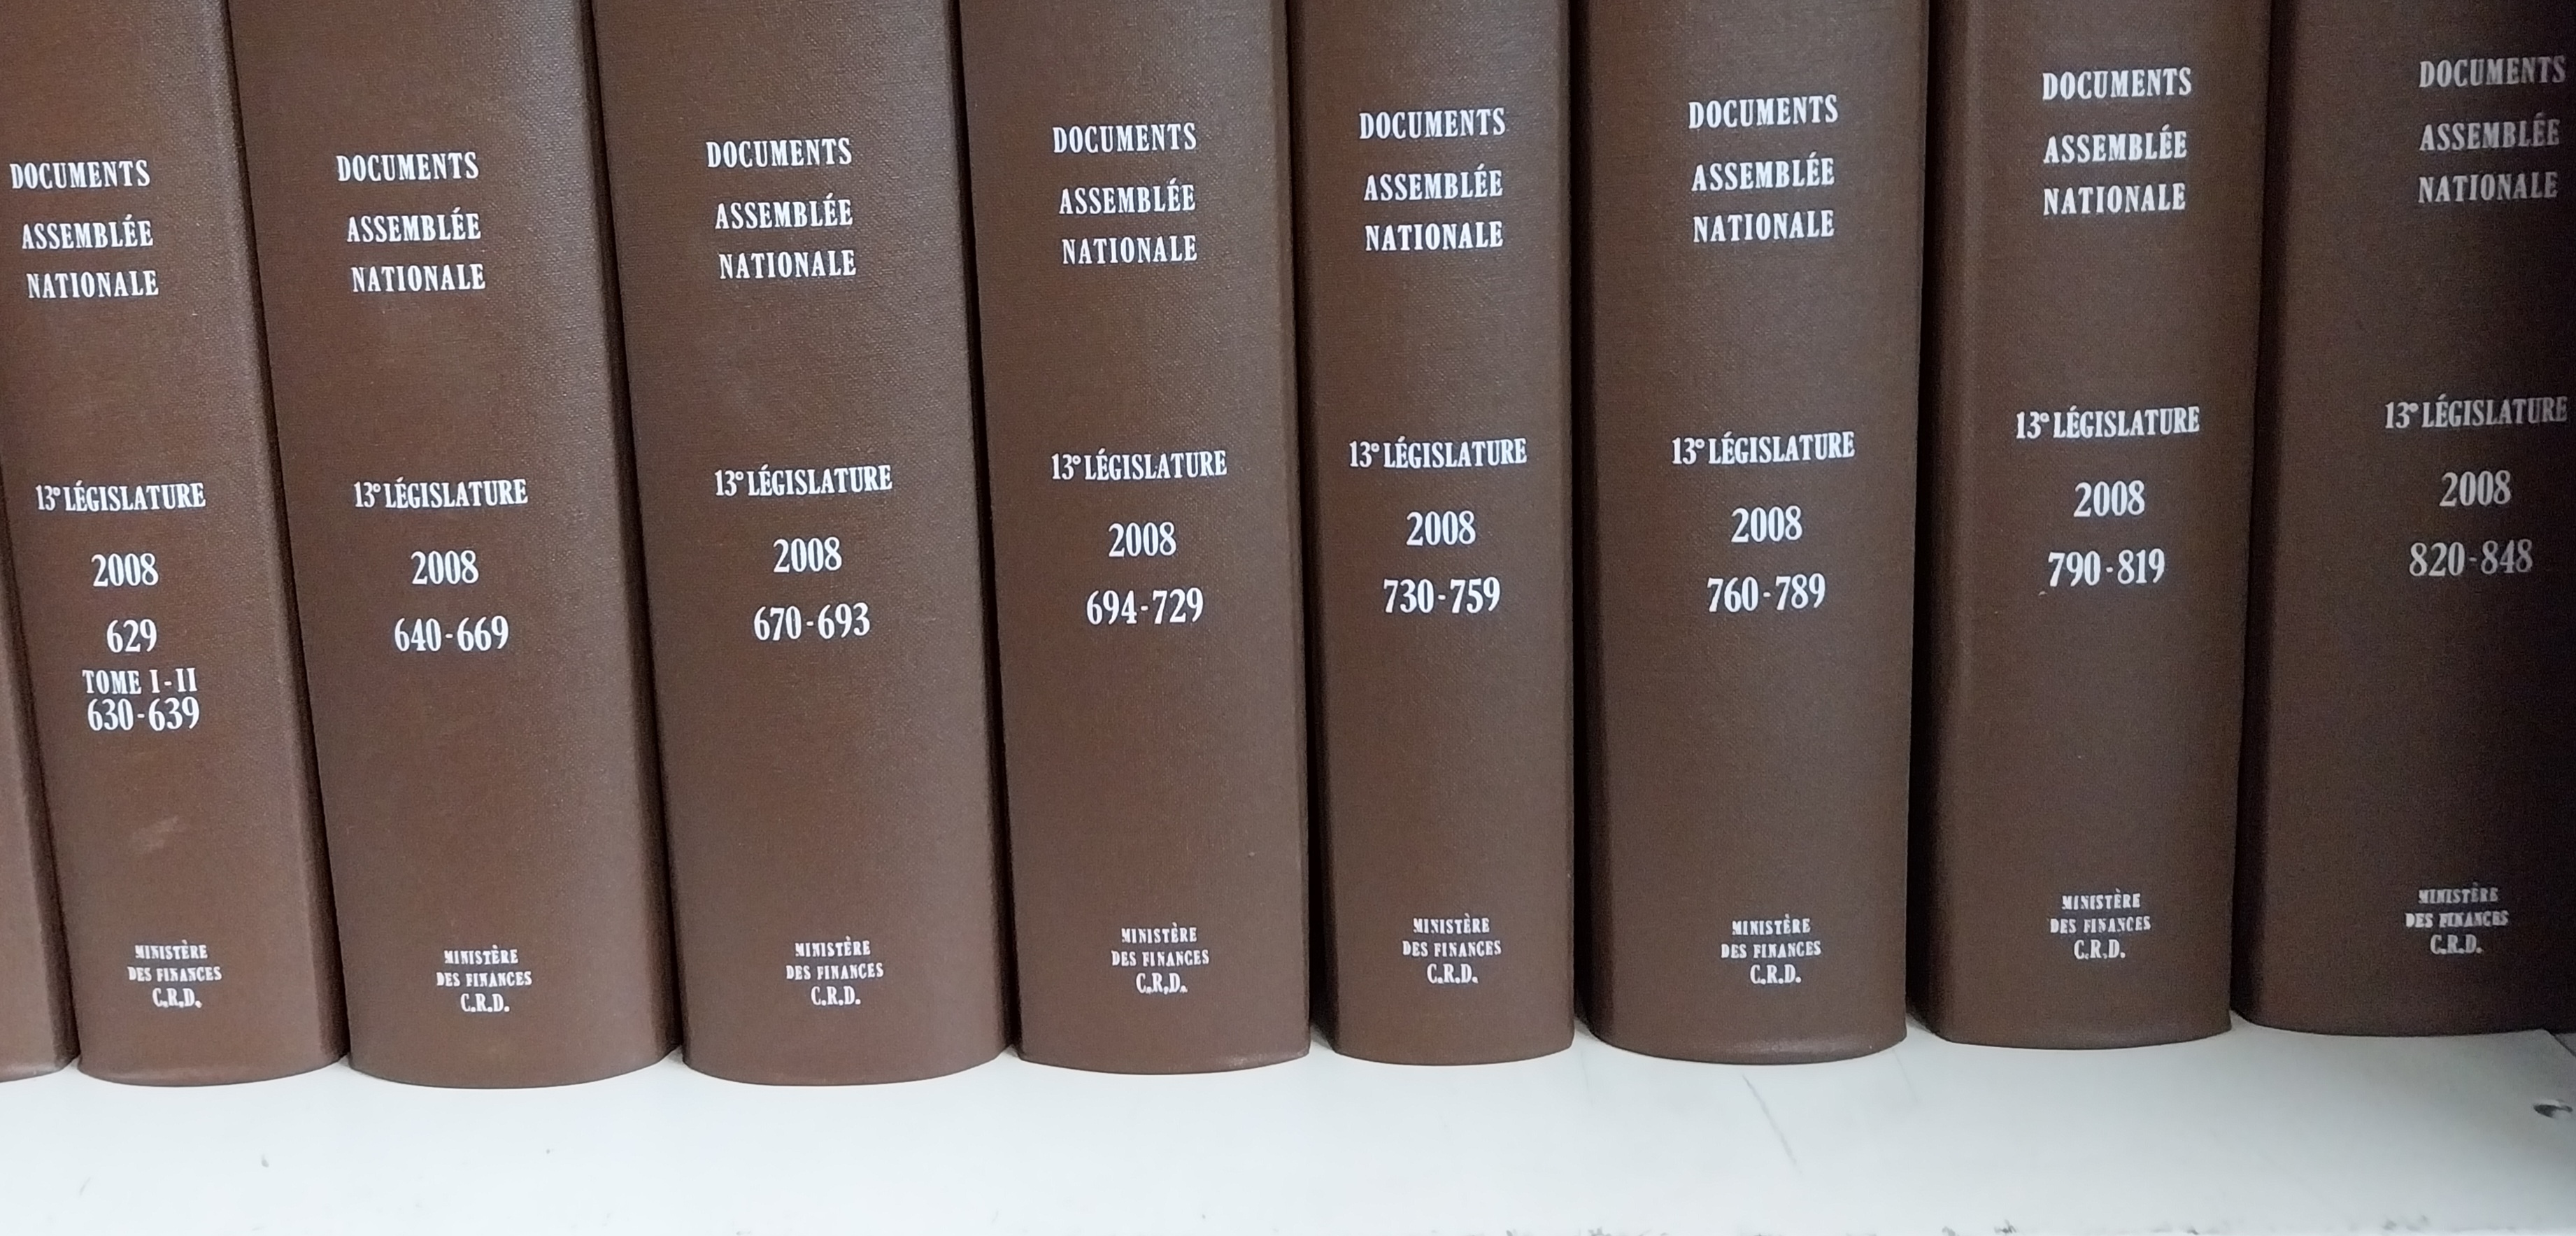 DOCUMENTS
ASSEMBLÉE
NATIONALE
13e LÉGISLATURE
2008
629
TOME I-II
630-639
MINISTÈRE
DES FINANCES
C.R.D.
DOCUMENTS
ASSEMBLÉE
NATIONALE
13e LÉGISLATURE
2008
640-669
MINISTÈRE
DES FINANCES
C.R.D.
DOCUMENTS
ASSEMBLÉE
NATIONALE
13e LÉGISLATURE
2008
670-693
MINISTÈRE
DES FINANCES
C.R.D.
DOCUMENTS
ASSEMBLÉE
NATIONALE
13e LÉGISLATURE
2008
694-729
MINISTÈRE
DES FINANCES
C.R.D.
DOCUMENTS
ASSEMBLÉE
NATIONALE
13e LÉGISLATURE
2008
730-759
MINISTÈRE
DES FINANCES
C.R.D.
DOCUMENTS
ASSEMBLÉE
NATIONALE
13e LÉGISLATURE
2008
760-789
MINISTÈRE
DES FINANCES
C.R.D.
DOCUMENTS
ASSEMBLÉE
NATIONALE
13e LÉGISLATURE
2008
790-819
MINISTÈRE
DES FINANCES
C.R.D.
DOCUMENTS
ASSEMBLÉE
NATIONALE
13e LÉGISLATURE
2008
820-848
MINISTÈRE
DES FINANCES
C.R.D.